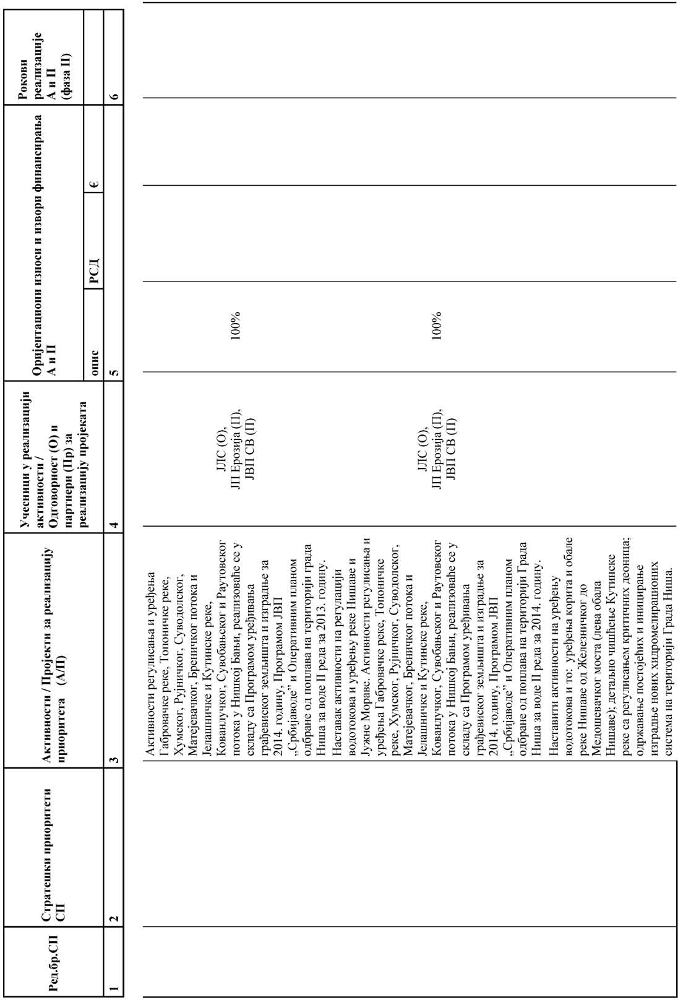 Ред.бр.СП
Стратешки приоритети
СП
Активности / Пројекти за реализацију
приоритета (А/П)
Учесници у реализацији
активности /
Одговорност (О) и
партнери (Пр) за
реализацију пројеката
Оријентациони износи и извори финансирања
А и П
опис
РСД
€
Рокови
реализације
А и П
(фаза II)
1
2
3
4
5
6
Активности регулисања и уређења
Габровачке реке, Топоничке реке,
Хумског, Рујничког, Суводолског,
Матејевачког, Бреничког потока и
Јелашничке и Кутинске реке,
Кованлучког, Сувобањског и Раутовског
потока у Нишкој Бањи, реализоваће се у
складу са Програмом уређивања
грађевиског земљишта и изградње за
2014. годину, Програмом ЈВП
„Србијаводе” и Оперативним планом
одбране од поплава на територији града
Ниша за воде II реда за 2013. годину.
ЈЛС (О),
ЈП Ерозија (П),
ЈВП СВ (П)
100%
Наставак активности на регулацији
водотокова и уређењу реке Нишаве и
Јужне Мораве. Активности регулисања и
уређења Габровачке реке, Топоничке
реке, Хумског, Рујничког, Суводолског,
Матејевачког, Бреничког потока и
Јелашничке и Кутинске реке,
Кованлучког, Сувобањског и Раутовског
потока у Нишкој Бањи, реализоваће се у
складу са Програмом уређивања
грађевиског земљишта и изградње за
2014. годину, Програмом ЈВП
„Србијаводе” и Оперативним планом
одбране од поплава на територији Града
Ниша за воде II реда за 2014. годину.
ЈЛС (О),
ЈП Ерозија (П),
ЈВП СВ (П)
100%
Наставити активности на уређењу
водотокова и то: уређења корита и обале
реке Нишаве од Железничког до
Медошевачког моста (лева обала
Нишаве); детаљно чишћење Кутинске
реке са регулисањем критичних деоница;
одржавање постојећих и иницирање
изградње нових хидромелирационих
система на територији Града Ниша.